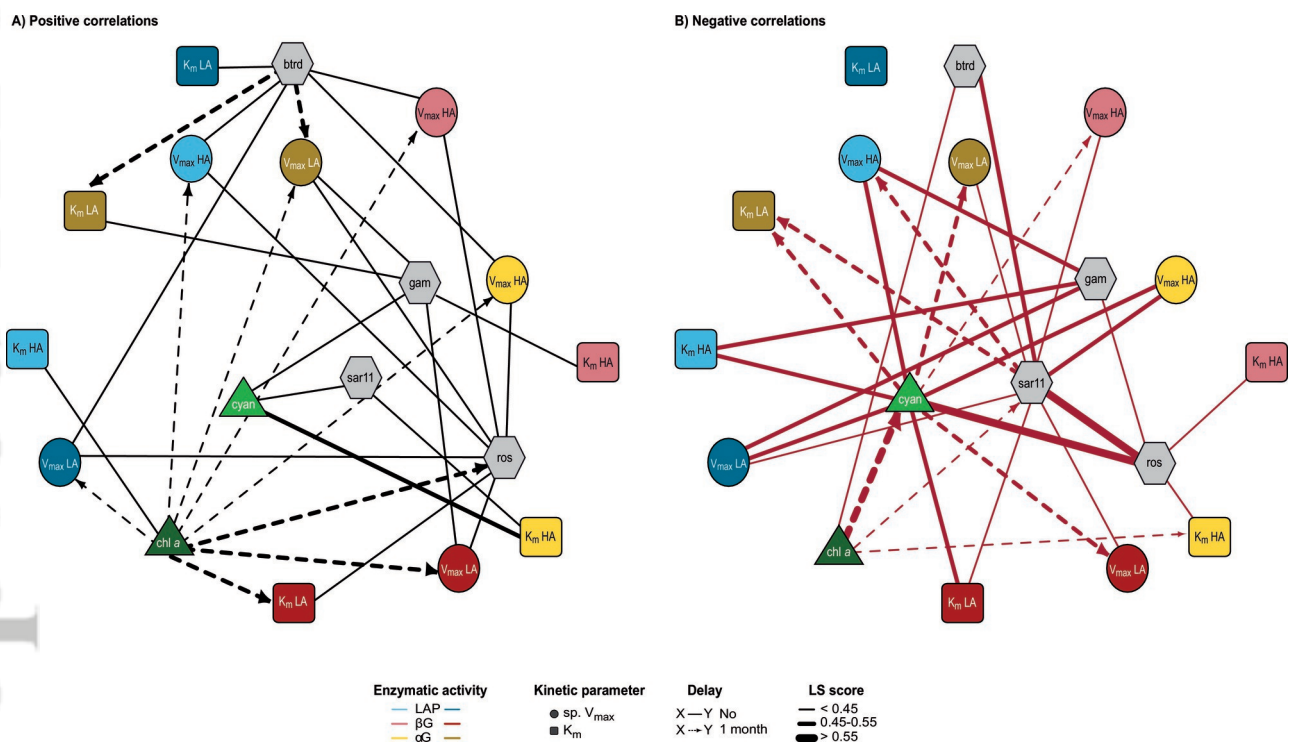 A) Positive correlations
B) Negative correlations
Km LA
btrd
Vmax HA
Vmax HA
Vmax LA
Km LA
gam
Vmax HA
Km HA
sar11
Km HA
cyan
Vmax LA
ros
chl a
Km HA
Vmax LA
Km LA
Km LA
btrd
Vmax HA
Vmax HA
Vmax LA
Km LA
gam
Vmax HA
Km HA
Km HA
sar11
cyan
Vmax LA
ros
chl a
Km HA
Vmax LA
Km LA
Enzymatic activity
LAP
βG
αG
Kinetic parameter
sp. Vmax
Km
Delay
X — Y No
X --→ Y 1 month
LS score
< 0.45
0.45-0.55
> 0.55